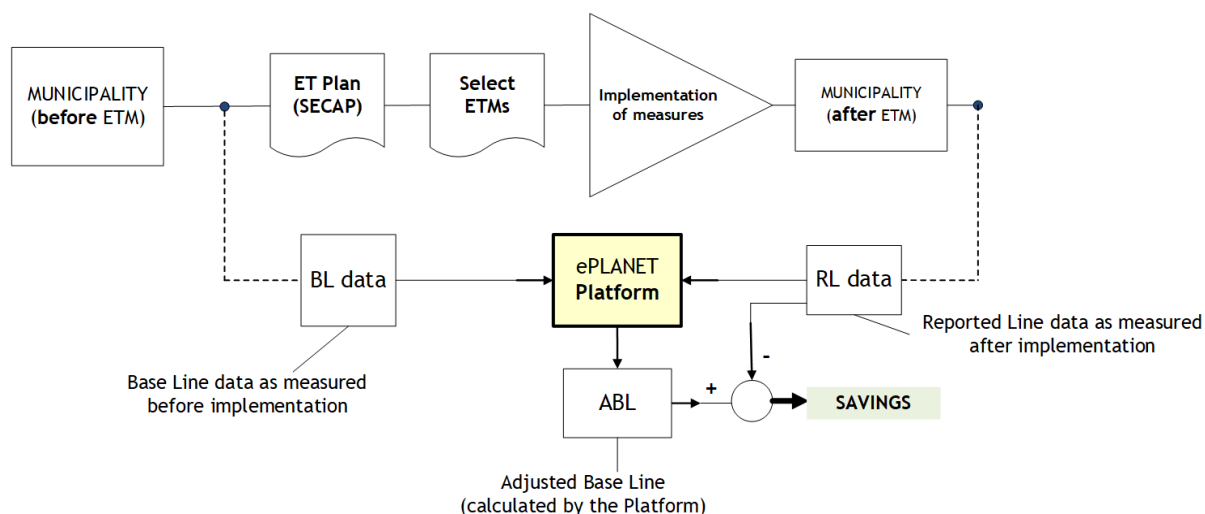 MUNICIPALITY
(before ETM)
ET Plan
(SECAP)
Select
ETMs
Implementation
of measures
MUNICIPALITY
(after ETM)
BL data
ePLANET
Platform
RL data
Reported Line data as measured
after implementation
Base Line data as measured
before implementation
ABL
+
-
SAVINGS
Adjusted Base Line
(calculated by the Platform)